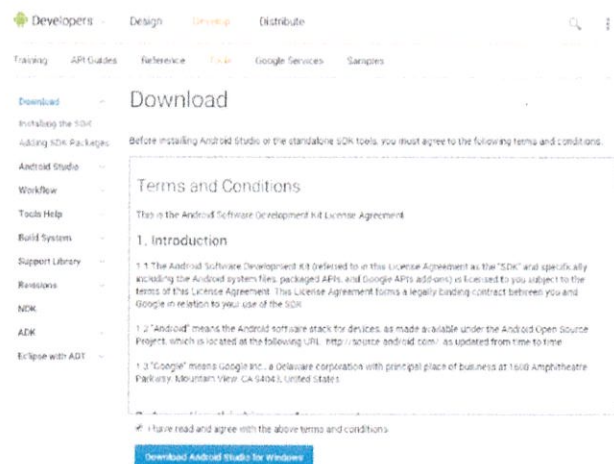 Developers
Design Develop Distribute
Training API Guides Reference Tools Google Services Samples
Download
Installing the SDK
Adding SDK Packages
Android Studio
Workflow
Tools Help
Build System
Support Library
Revisions
NDK
ADK
Eclipse with ADT
Download
Before installing Android Studio or the standalone SDK tools, you must agree to the following terms and conditions.
Terms and Conditions
This is the Android Software Development Kit License Agreement
1. Introduction
1.1 The Android Software Development Kit (referred to in this License Agreement as the "SDK" and specifically
including the Android system files, packaged APIs, and Google APIs add-ons) is licensed to you subject to the
terms of this License Agreement. This License Agreement forms a legally binding contract between you and
Google in relation to your use of the SDK.
1.2 "Android" means the Android software stack for devices, as made available under the Android Open Source
Project, which is located at the following URL: http://source.android.com/, as updated from time to time.
1.3 "Google" means Google Inc., a Delaware corporation with principal place of business at 1600 Amphitheatre
Parkway, Mountain View, CA 94043, United States.
I have read and agree with the above terms and conditions
Download Android Studio for Windows